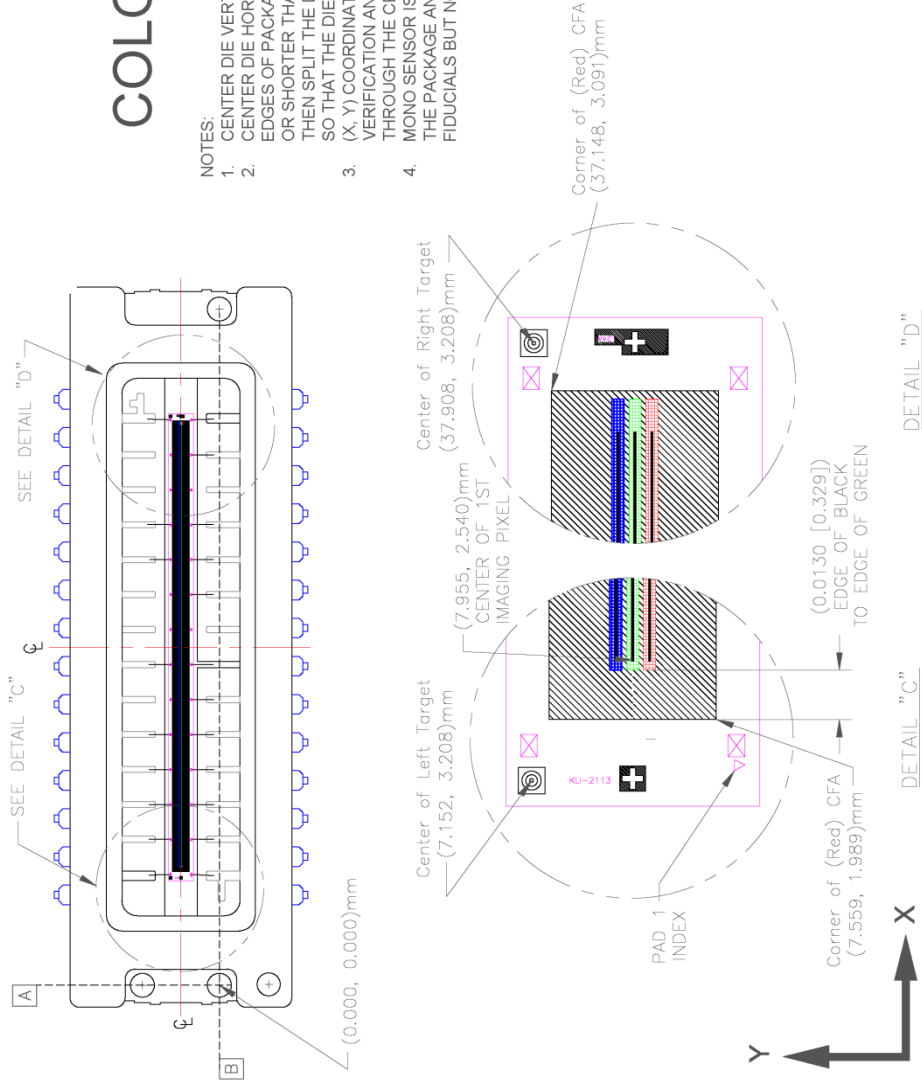 COLO
NOTES:
1. CENTER DIE VERT
2. CENTER DIE HOR
EDGES OF PACKA
OR SHORTER THA
THEN SPLIT THE
SO THAT THE DIE
3. (X, Y) COORDINAT
VERIFICATION AN
THROUGH THE CE
4. MONO SENSOR IS
THE PACKAGE AN
FIDUCIALS BUT N
SEE DETAIL "C"
SEE DETAIL "D"
CL
A
CL
B
(0.000, 0.000)mm
Center of Left Target
(7.152, 3.208)mm
(7.955, 2.540)mm
CENTER OF 1ST
IMAGING PIXEL
Center of Right Target
(37.908, 3.208)mm
Corner of (Red) CFA
(37.148, 3.091)mm
KLI-2113
PAD 1
INDEX
Corner of (Red) CFA
(7.559, 1.989)mm
(0.0130 [0.329])
EDGE OF BLACK
TO EDGE OF GREEN
DETAIL "C"
DETAIL "D"
Y
X